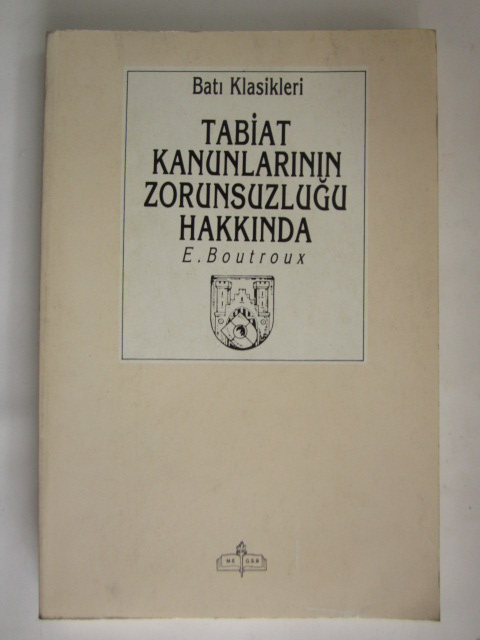 Batı Klasikleri
TABİAT
KANUNLARININ
ZORUNSUZLUĞU
HAKKINDA
E. Boutroux